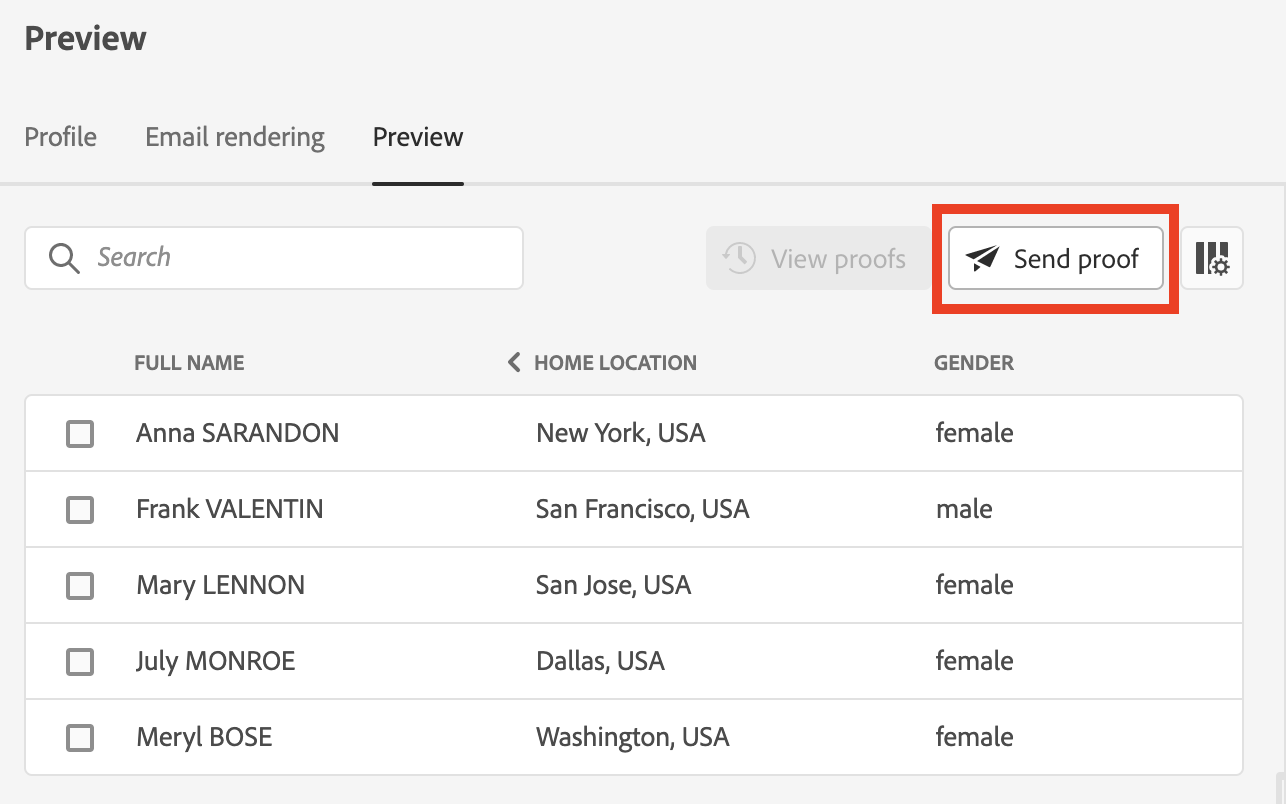 Preview
Profile Email rendering Preview
Search View proofs Send proof
FULL NAME HOME LOCATION GENDER
Anna SARANDON New York, USA female
Frank VALENTIN San Francisco, USA male
Mary LENNON San Jose, USA female
July MONROE Dallas, USA female
Meryl BOSE Washington, USA female